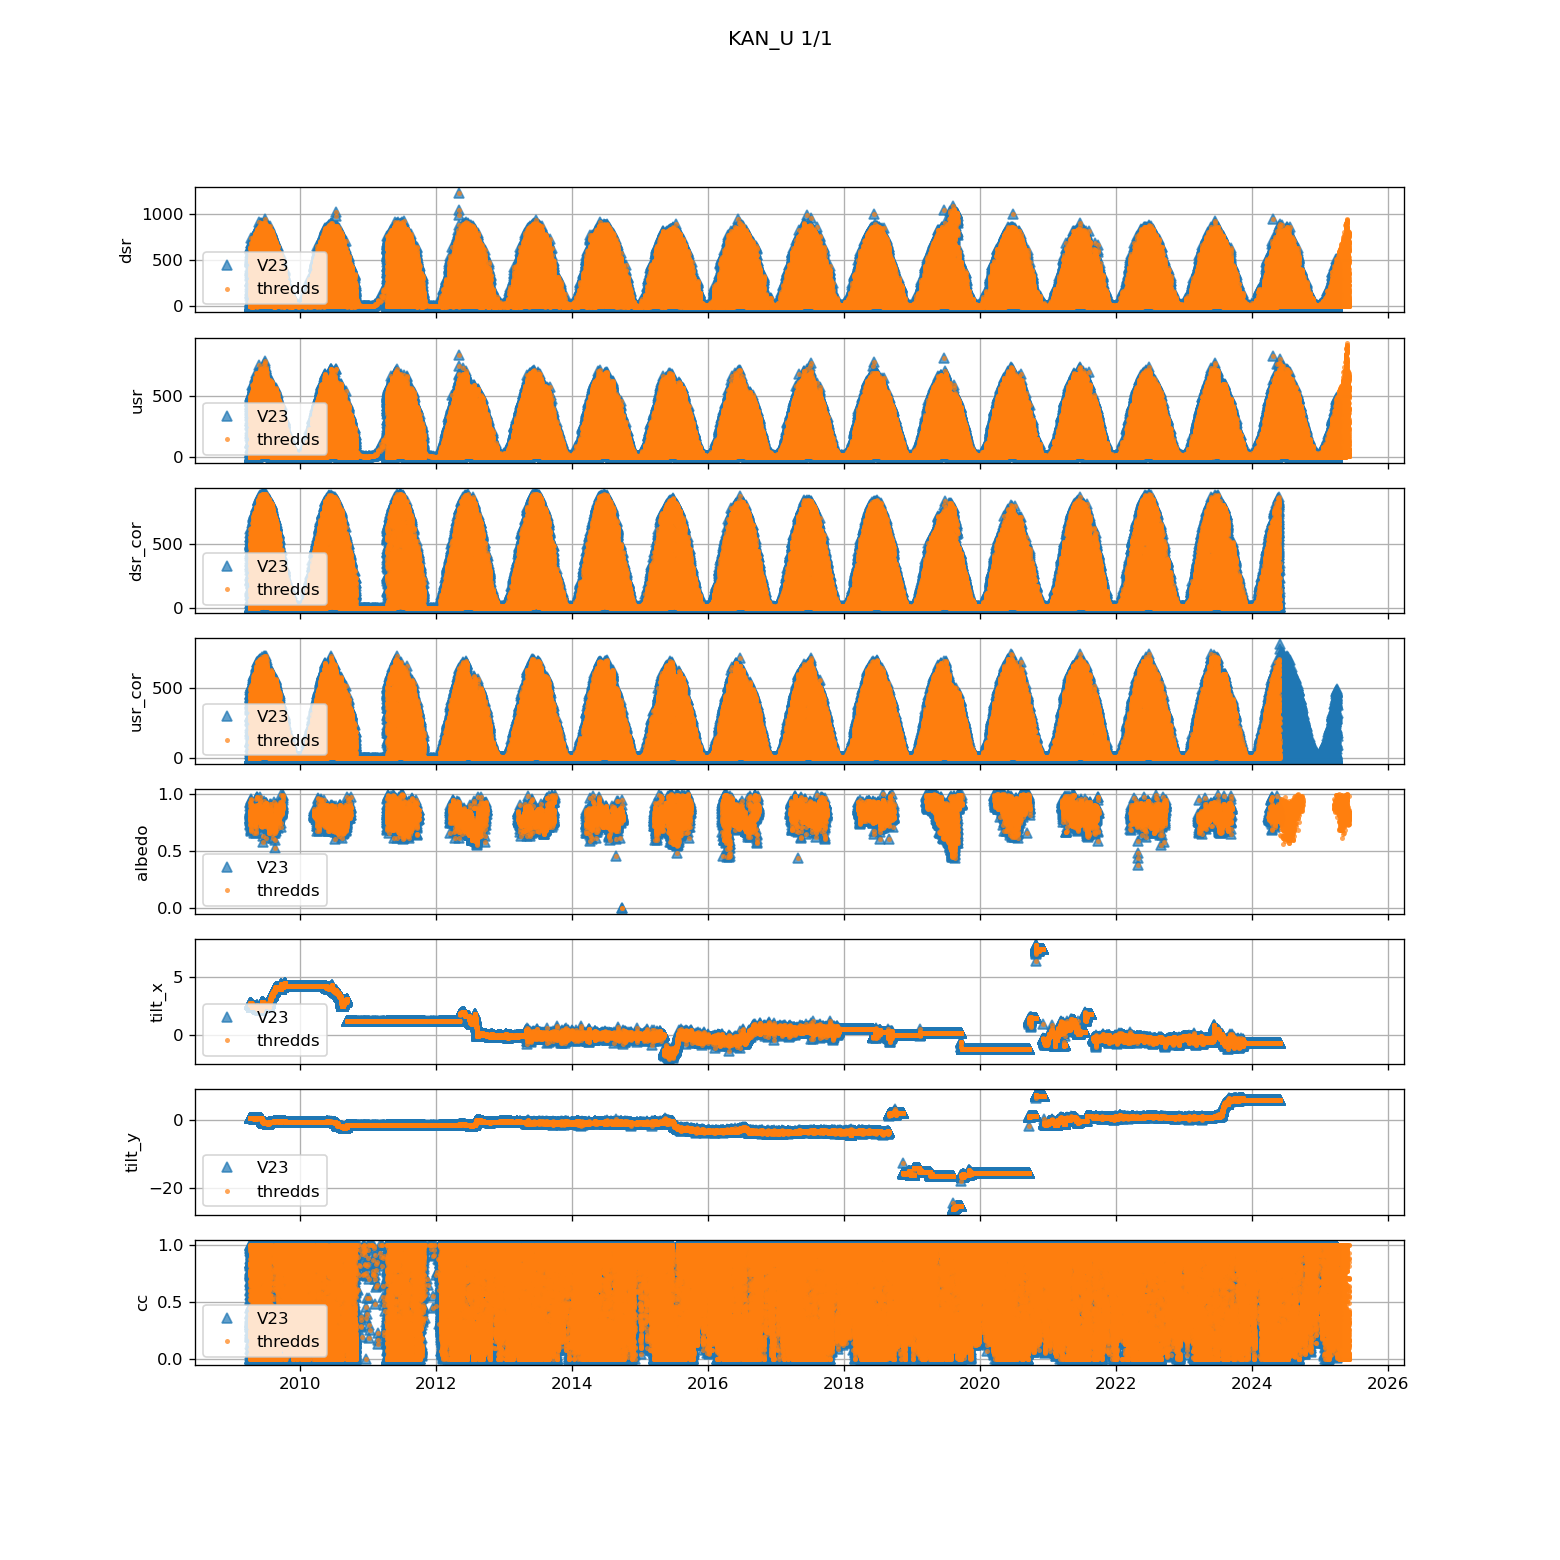 KAN_U 1/1
1000
500
0
dsr
V23
thredds
500
0
usr
V23
thredds
500
0
dsr_cor
V23
thredds
500
0
usr_cor
V23
thredds
1.0
0.5
0.0
albedo
V23
thredds
5
0
tilt_x
V23
thredds
0
−20
tilt_y
V23
thredds
1.0
0.5
0.0
cc
V23
thredds
2010 2012 2014 2016 2018 2020 2022 2024 2026